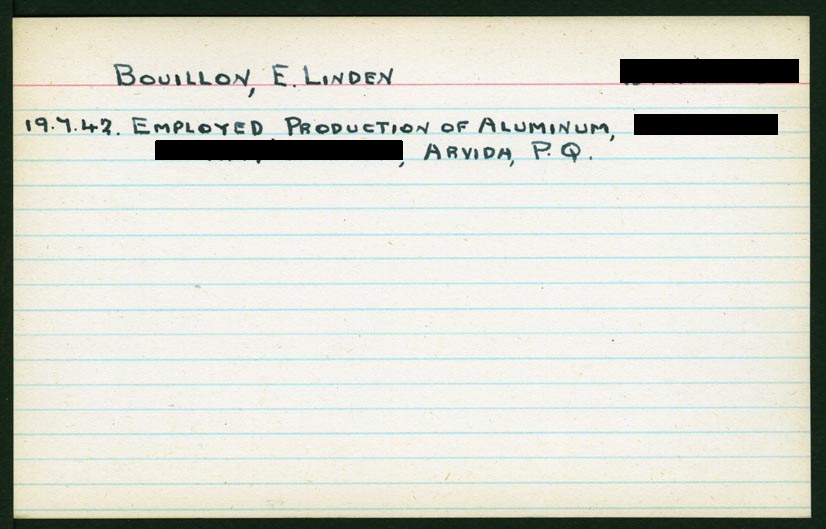 BOUILLON, E. LINDEN
19.7.42. EMPLOYED PRODUCTION OF ALUMINUM,
, ARVIDA, P.Q.